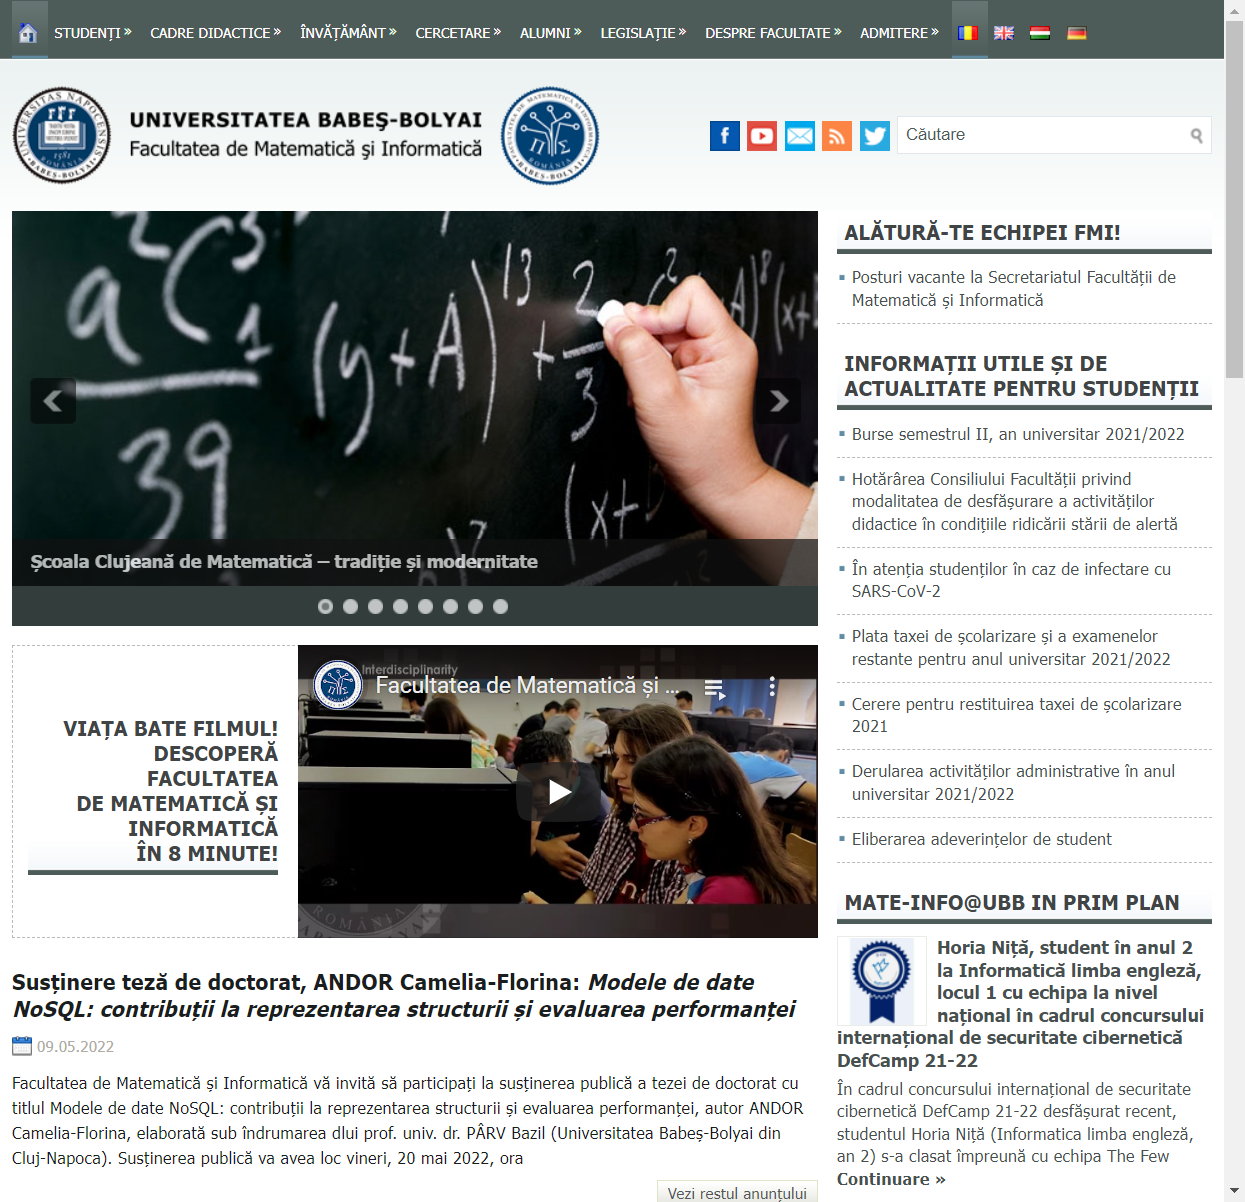 STUDENȚI »
CADRE DIDACTICE »
ÎNVĂȚĂMÂNT »
CERCETARE »
ALUMNI »
LEGISLAȚIE »
DESPRE FACULTATE »
ADMITERE »
UNIVERSITAS NAPOCENSIS
1581
ROMÂNIA
BABEȘ-BOLYAI
UNIVERSITATEA BABEŞ-BOLYAI
Facultatea de Matematică şi Informatică
Căutare
Școala Clujeană de Matematică – tradiție și modernitate
VIAȚA BATE FILMUL!
DESCOPERĂ
FACULTATEA
DE MATEMATICĂ ȘI
INFORMATICĂ
ÎN 8 MINUTE!
Interdisciplinarity
Facultatea de Matematică și ...
Susținere teză de doctorat, ANDOR Camelia-Florina: Modele de date
NoSQL: contribuții la reprezentarea structurii și evaluarea performanței
09.05.2022
Facultatea de Matematică şi Informatică vă invită să participați la susținerea publică a tezei de doctorat cu
titlul Modele de date NoSQL: contribuții la reprezentarea structurii și evaluarea performanței, autor ANDOR
Camelia-Florina, elaborată sub îndrumarea dlui prof. univ. dr. PÂRV Bazil (Universitatea Babeș-Bolyai din
Cluj-Napoca). Susținerea publică va avea loc vineri, 20 mai 2022, ora
Vezi restul anunțului
ALĂTURĂ-TE ECHIPEI FMI!
Posturi vacante la Secretariatul Facultății de
Matematică și Informatică
INFORMAȚII UTILE ȘI DE
ACTUALITATE PENTRU STUDENȚII
Burse semestrul II, an universitar 2021/2022
Hotărârea Consiliului Facultății privind
modalitatea de desfășurare a activităților
didactice în condițiile ridicării stării de alertă
În atenția studenților în caz de infectare cu
SARS-CoV-2
Plata taxei de școlarizare și a examenelor
restante pentru anul universitar 2021/2022
Cerere pentru restituirea taxei de școlarizare
2021
Derularea activităților administrative în anul
universitar 2021/2022
Eliberarea adeverințelor de student
MATE-INFO@UBB IN PRIM PLAN
Horia Niță, student în anul 2
la Informatică limba engleză,
locul 1 cu echipa la nivel
național în cadrul concursului
internațional de securitate cibernetică
DefCamp 21-22
În cadrul concursului internațional de securitate
cibernetică DefCamp 21-22 desfășurat recent,
studentul Horia Niță (Informatica limba engleză,
an 2) s-a clasat împreună cu echipa The Few
Continuare »